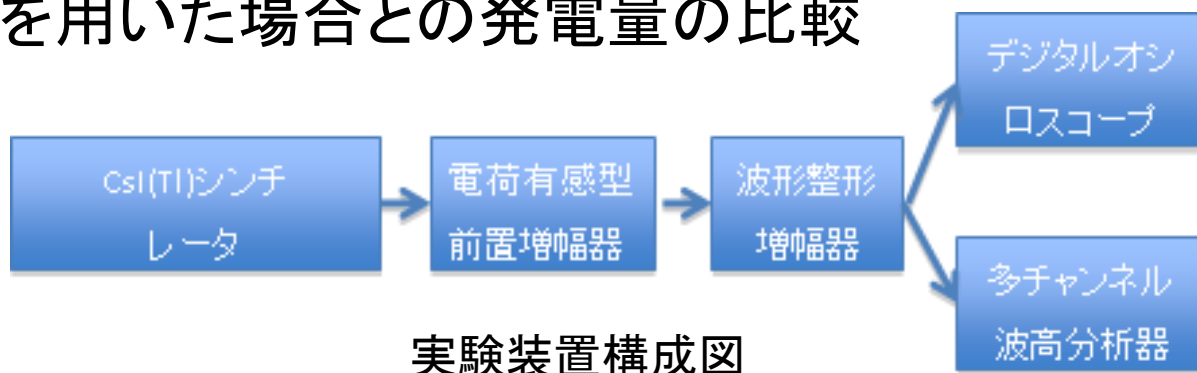 を用いた場合との発電量の比較
CsI(Tl)シンチ
レータ
電荷有感型
前置増幅器
波形整形
増幅器
デジタルオシ
ロスコープ
多チャンネル
波高分析器
実験装置構成図